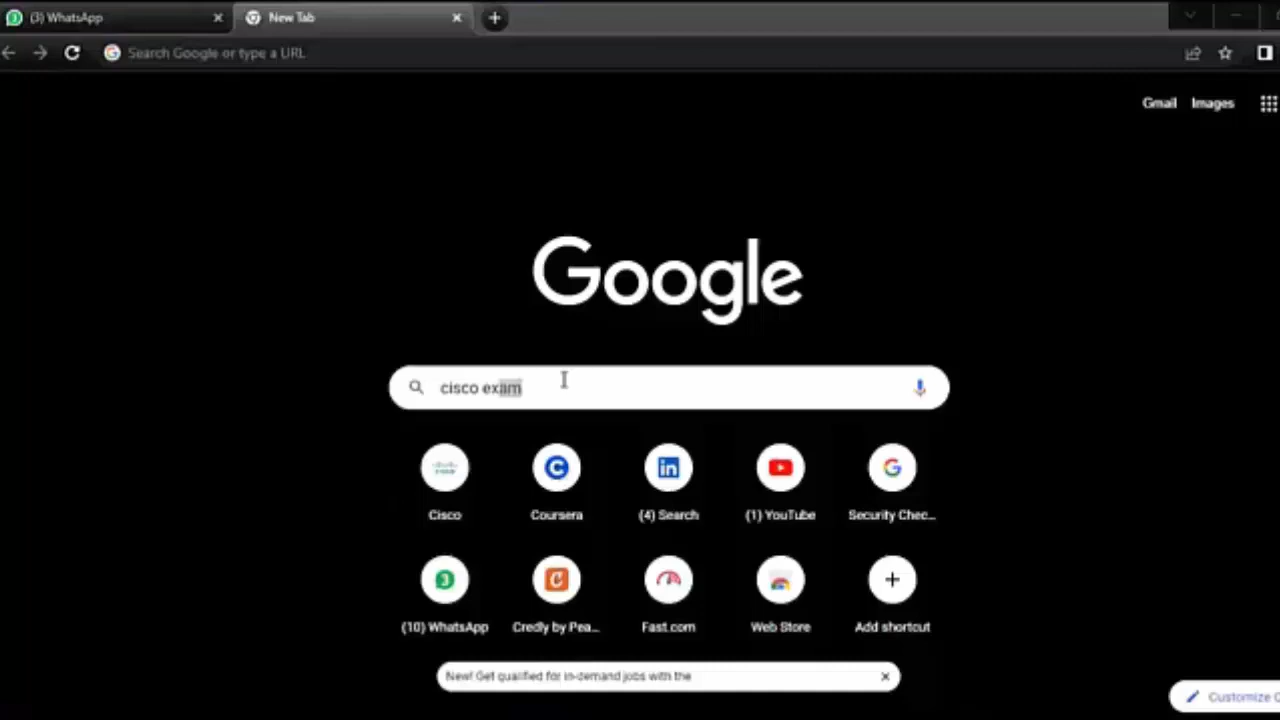 (3) WhatsApp
New Tab
Search Google or type a URL
Gmail Images
Google
cisco exam
Cisco Coursera (4) Search (1) YouTube Security Chec...
(10) WhatsApp Credly by Pea... Fast.com Web Store Add shortcut
New! Get qualified for in-demand jobs with the
Customize C